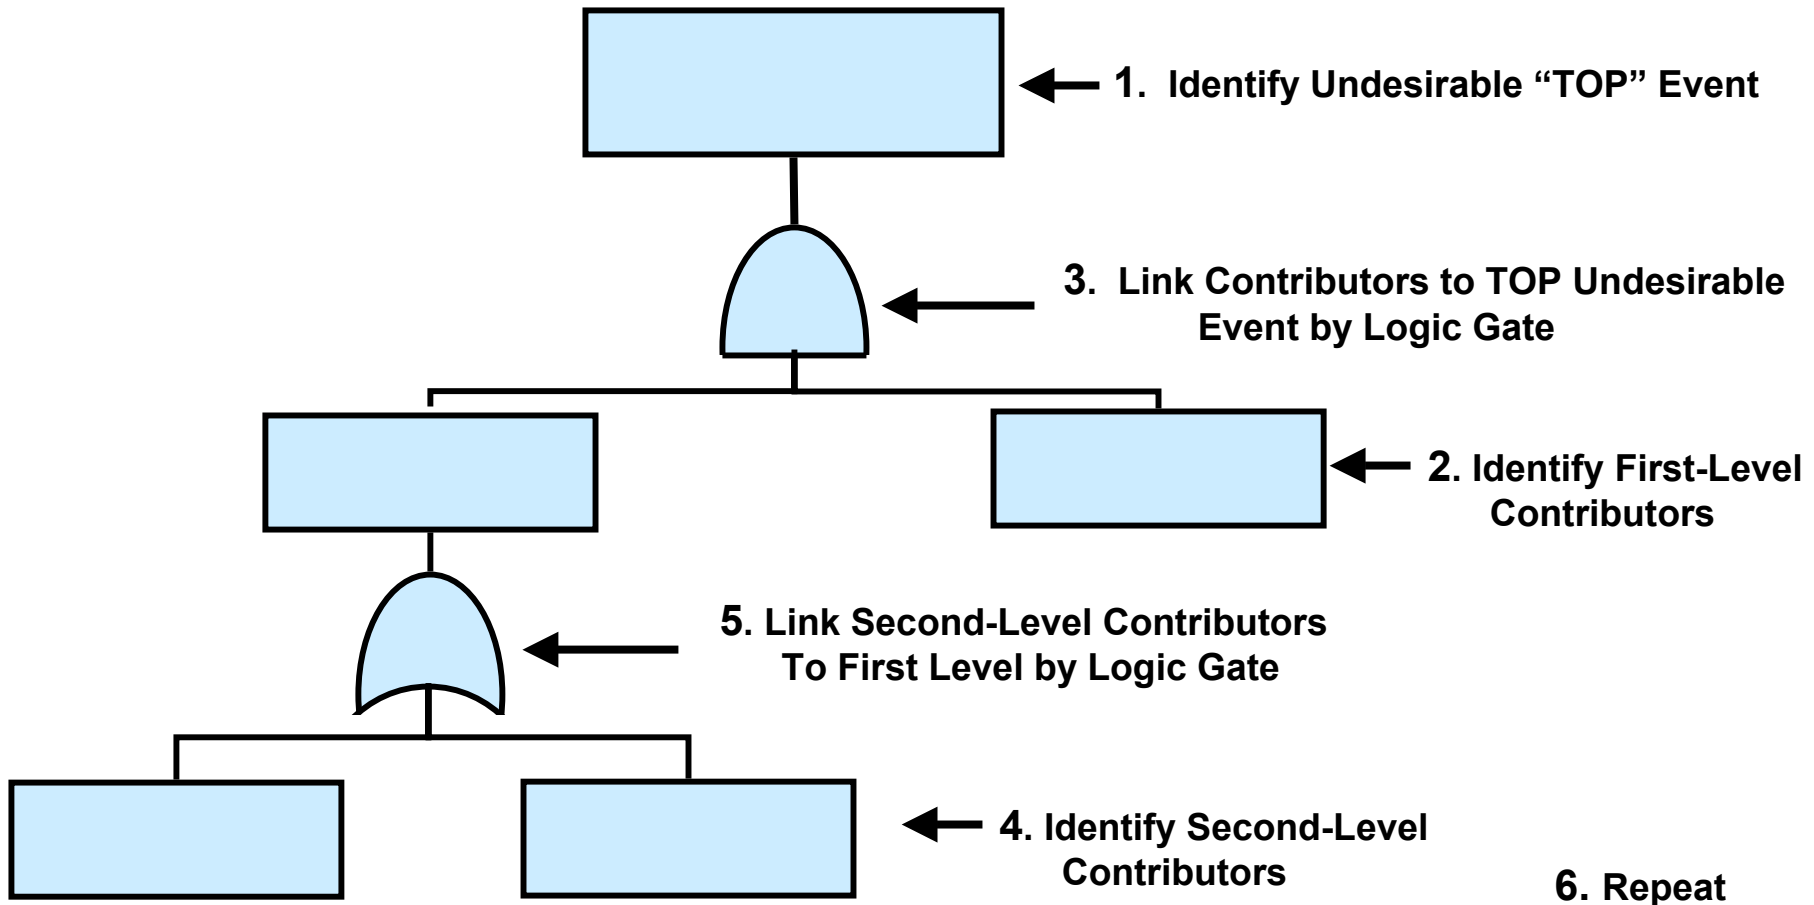 1. Identify Undesirable “TOP” Event
3. Link Contributors to TOP Undesirable
Event by Logic Gate
2. Identify First-Level
Contributors
5. Link Second-Level Contributors
To First Level by Logic Gate
4. Identify Second-Level
Contributors
6. Repeat